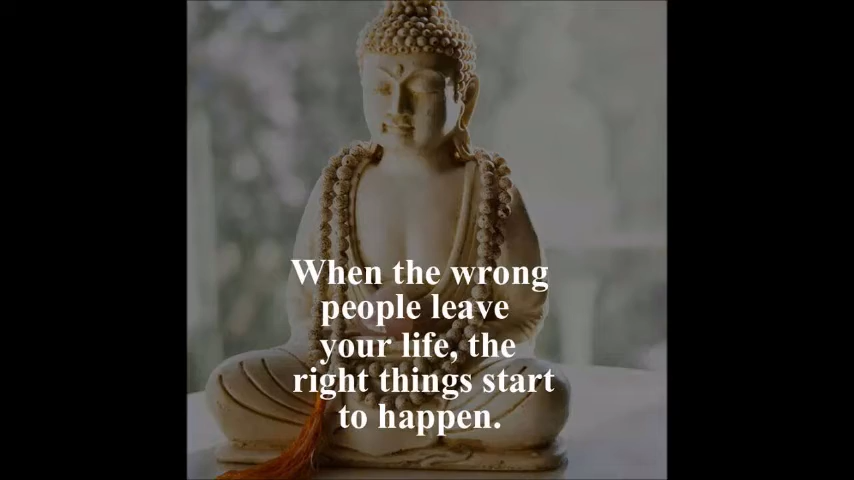 When the wrong
people leave
your life, the
right things start
to happen.